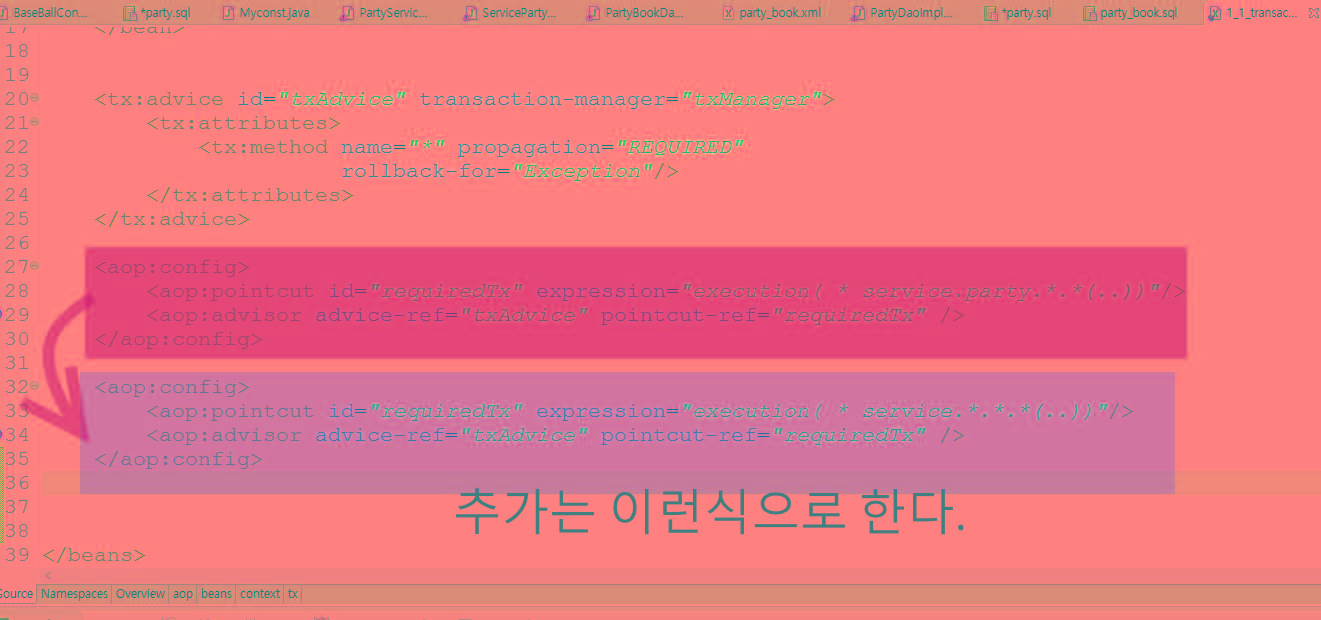 BaseBallCon... *party.sql Myconst.java PartyServic... ServiceParty... PartyBookDa... party_book.xml PartyDaoImpl... *party.sql party_book.sql 1_1_transac...
17 </bean>
18
19
20 <tx:advice id="txAdvice" transaction-manager="txManager">
21 <tx:attributes>
22 <tx:method name="*" propagation="REQUIRED"
23 rollback-for="Exception"/>
24 </tx:attributes>
25 </tx:advice>
26
27 <aop:config>
28 <aop:pointcut id="requiredTx" expression="execution( * service.party.*.*(..))"/>
29 <aop:advisor advice-ref="txAdvice" pointcut-ref="requiredTx" />
30 </aop:config>
31
32 <aop:config>
33 <aop:pointcut id="requiredTx" expression="execution( * service.*.*.*(..))"/>
34 <aop:advisor advice-ref="txAdvice" pointcut-ref="requiredTx" />
35 </aop:config>
36
추가는 이런식으로 한다.
37
38
39 </beans>
Source Namespaces Overview aop beans context tx